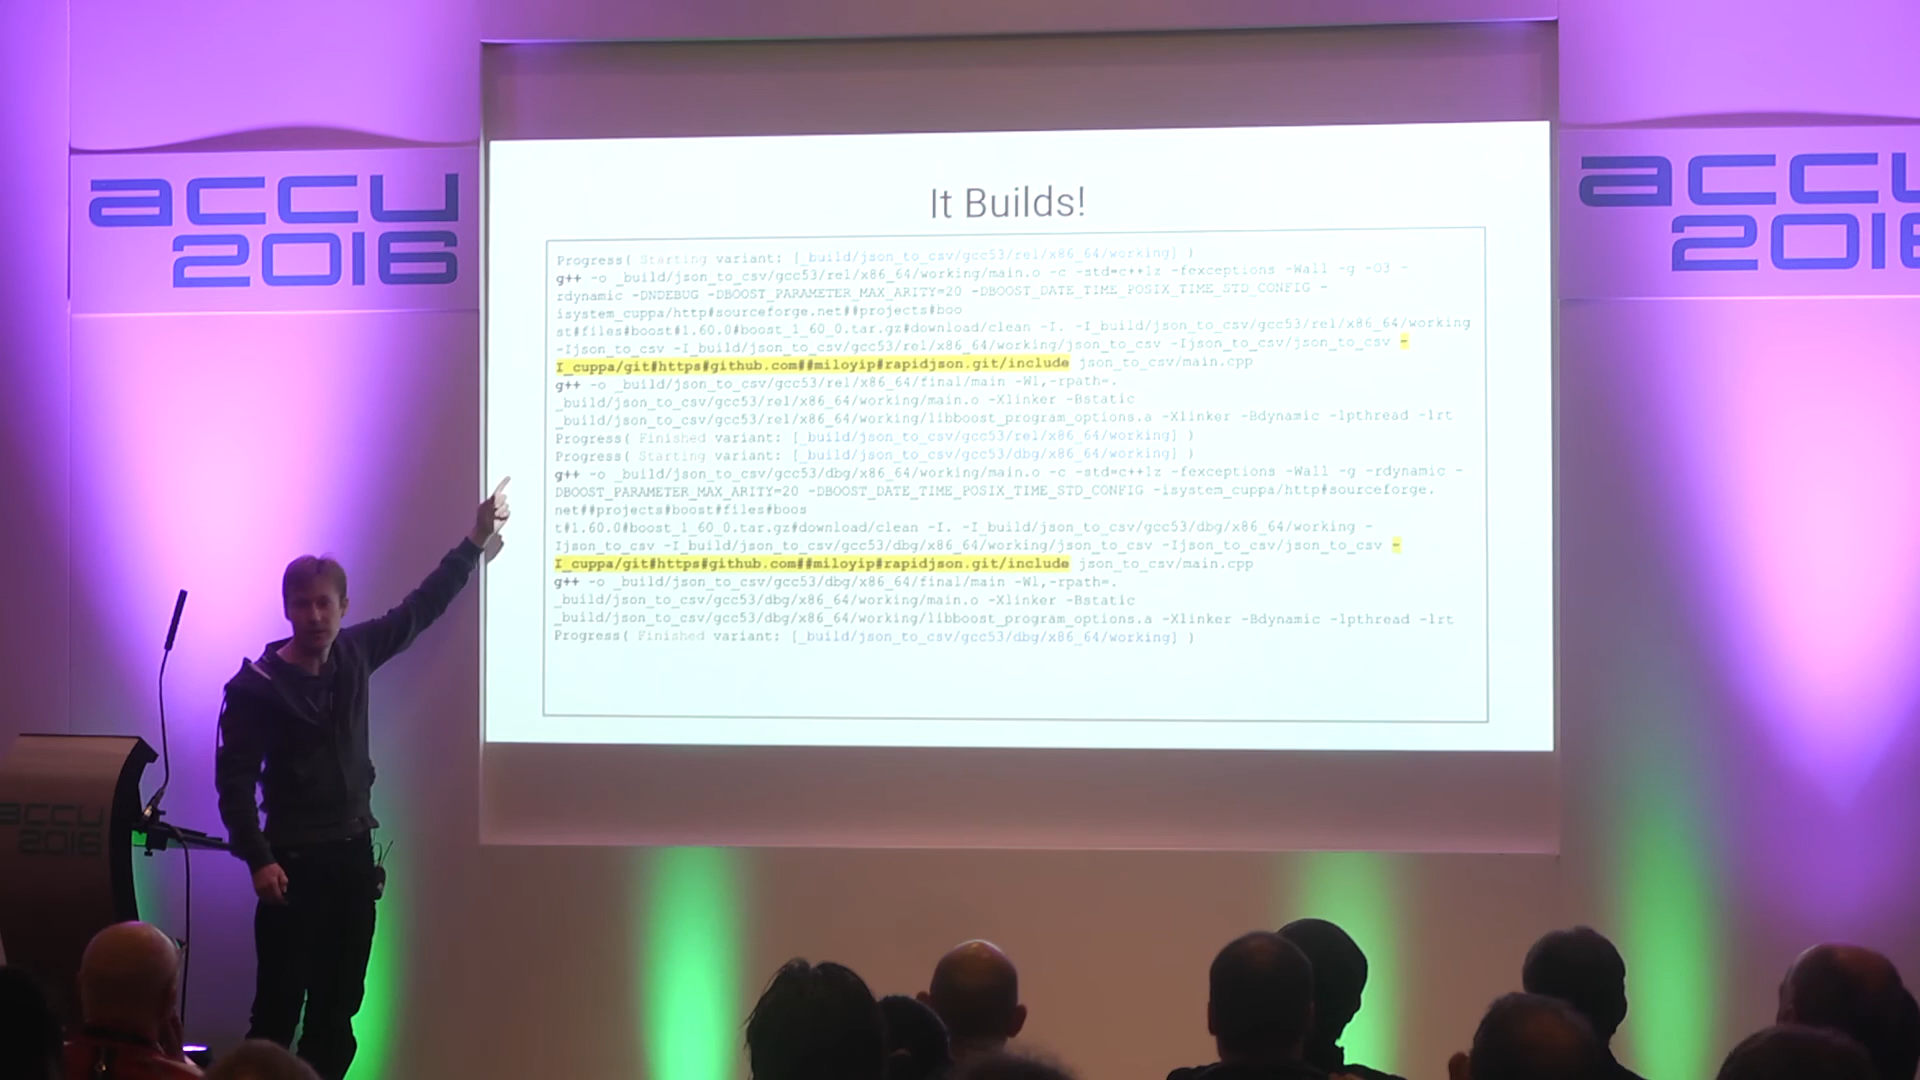 accu
2016
accu
2016
It Builds!
Progress( Starting variant: [_build/json_to_csv/gcc53/rel/x86_64/working] )
g++ -o _build/json_to_csv/gcc53/rel/x86_64/working/main.o -c -std=c++1z -fexceptions -Wall -g -O3 -
rdynamic -DNDEBUG -DBOOST_PARAMETER_MAX_ARITY=20 -DBOOST_DATE_TIME_POSIX_TIME_STD_CONFIG -
isystem_cuppa/http#sourceforge.net##projects#boo
st#files#boost#1.60.0#boost_1_60_0.tar.gz#download/clean -I. -I_build/json_to_csv/gcc53/rel/x86_64/working
-Ijson_to_csv -I_build/json_to_csv/gcc53/rel/x86_64/working/json_to_csv -Ijson_to_csv/json_to_csv -
I_cuppa/git#https#github.com##miloyip#rapidjson.git/include json_to_csv/main.cpp
g++ -o _build/json_to_csv/gcc53/rel/x86_64/final/main -Wl,-rpath=.
_build/json_to_csv/gcc53/rel/x86_64/working/main.o -Xlinker -Bstatic
_build/json_to_csv/gcc53/rel/x86_64/working/libboost_program_options.a -Xlinker -Bdynamic -lpthread -lrt
Progress( Finished variant: [_build/json_to_csv/gcc53/rel/x86_64/working] )
Progress( Starting variant: [_build/json_to_csv/gcc53/dbg/x86_64/working] )
g++ -o _build/json_to_csv/gcc53/dbg/x86_64/working/main.o -c -std=c++1z -fexceptions -Wall -g -rdynamic -
DBOOST_PARAMETER_MAX_ARITY=20 -DBOOST_DATE_TIME_POSIX_TIME_STD_CONFIG -isystem_cuppa/http#sourceforge.
net##projects#boost#files#boos
t#1.60.0#boost_1_60_0.tar.gz#download/clean -I. -I_build/json_to_csv/gcc53/dbg/x86_64/working -
Ijson_to_csv -I_build/json_to_csv/gcc53/dbg/x86_64/working/json_to_csv -Ijson_to_csv/json_to_csv -
I_cuppa/git#https#github.com##miloyip#rapidjson.git/include json_to_csv/main.cpp
g++ -o _build/json_to_csv/gcc53/dbg/x86_64/final/main -Wl,-rpath=.
_build/json_to_csv/gcc53/dbg/x86_64/working/main.o -Xlinker -Bstatic
_build/json_to_csv/gcc53/dbg/x86_64/working/libboost_program_options.a -Xlinker -Bdynamic -lpthread -lrt
Progress( Finished variant: [_build/json_to_csv/gcc53/dbg/x86_64/working] )
accu
2016